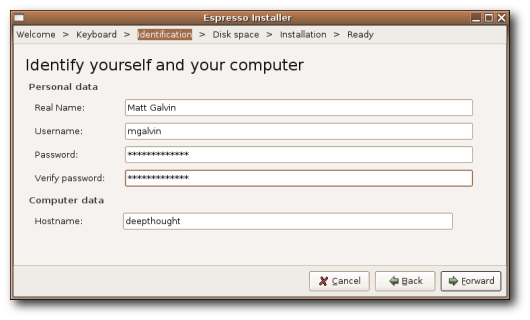 Espresso Installer
Welcome > Keyboard > Identification > Disk space > Installation > Ready
Identify yourself and your computer
Personal data
Real Name: Matt Galvin
Username: mgalvin
Password: *************
Verify password: *************
Computer data
Hostname: deepthought
Cancel Back Forward